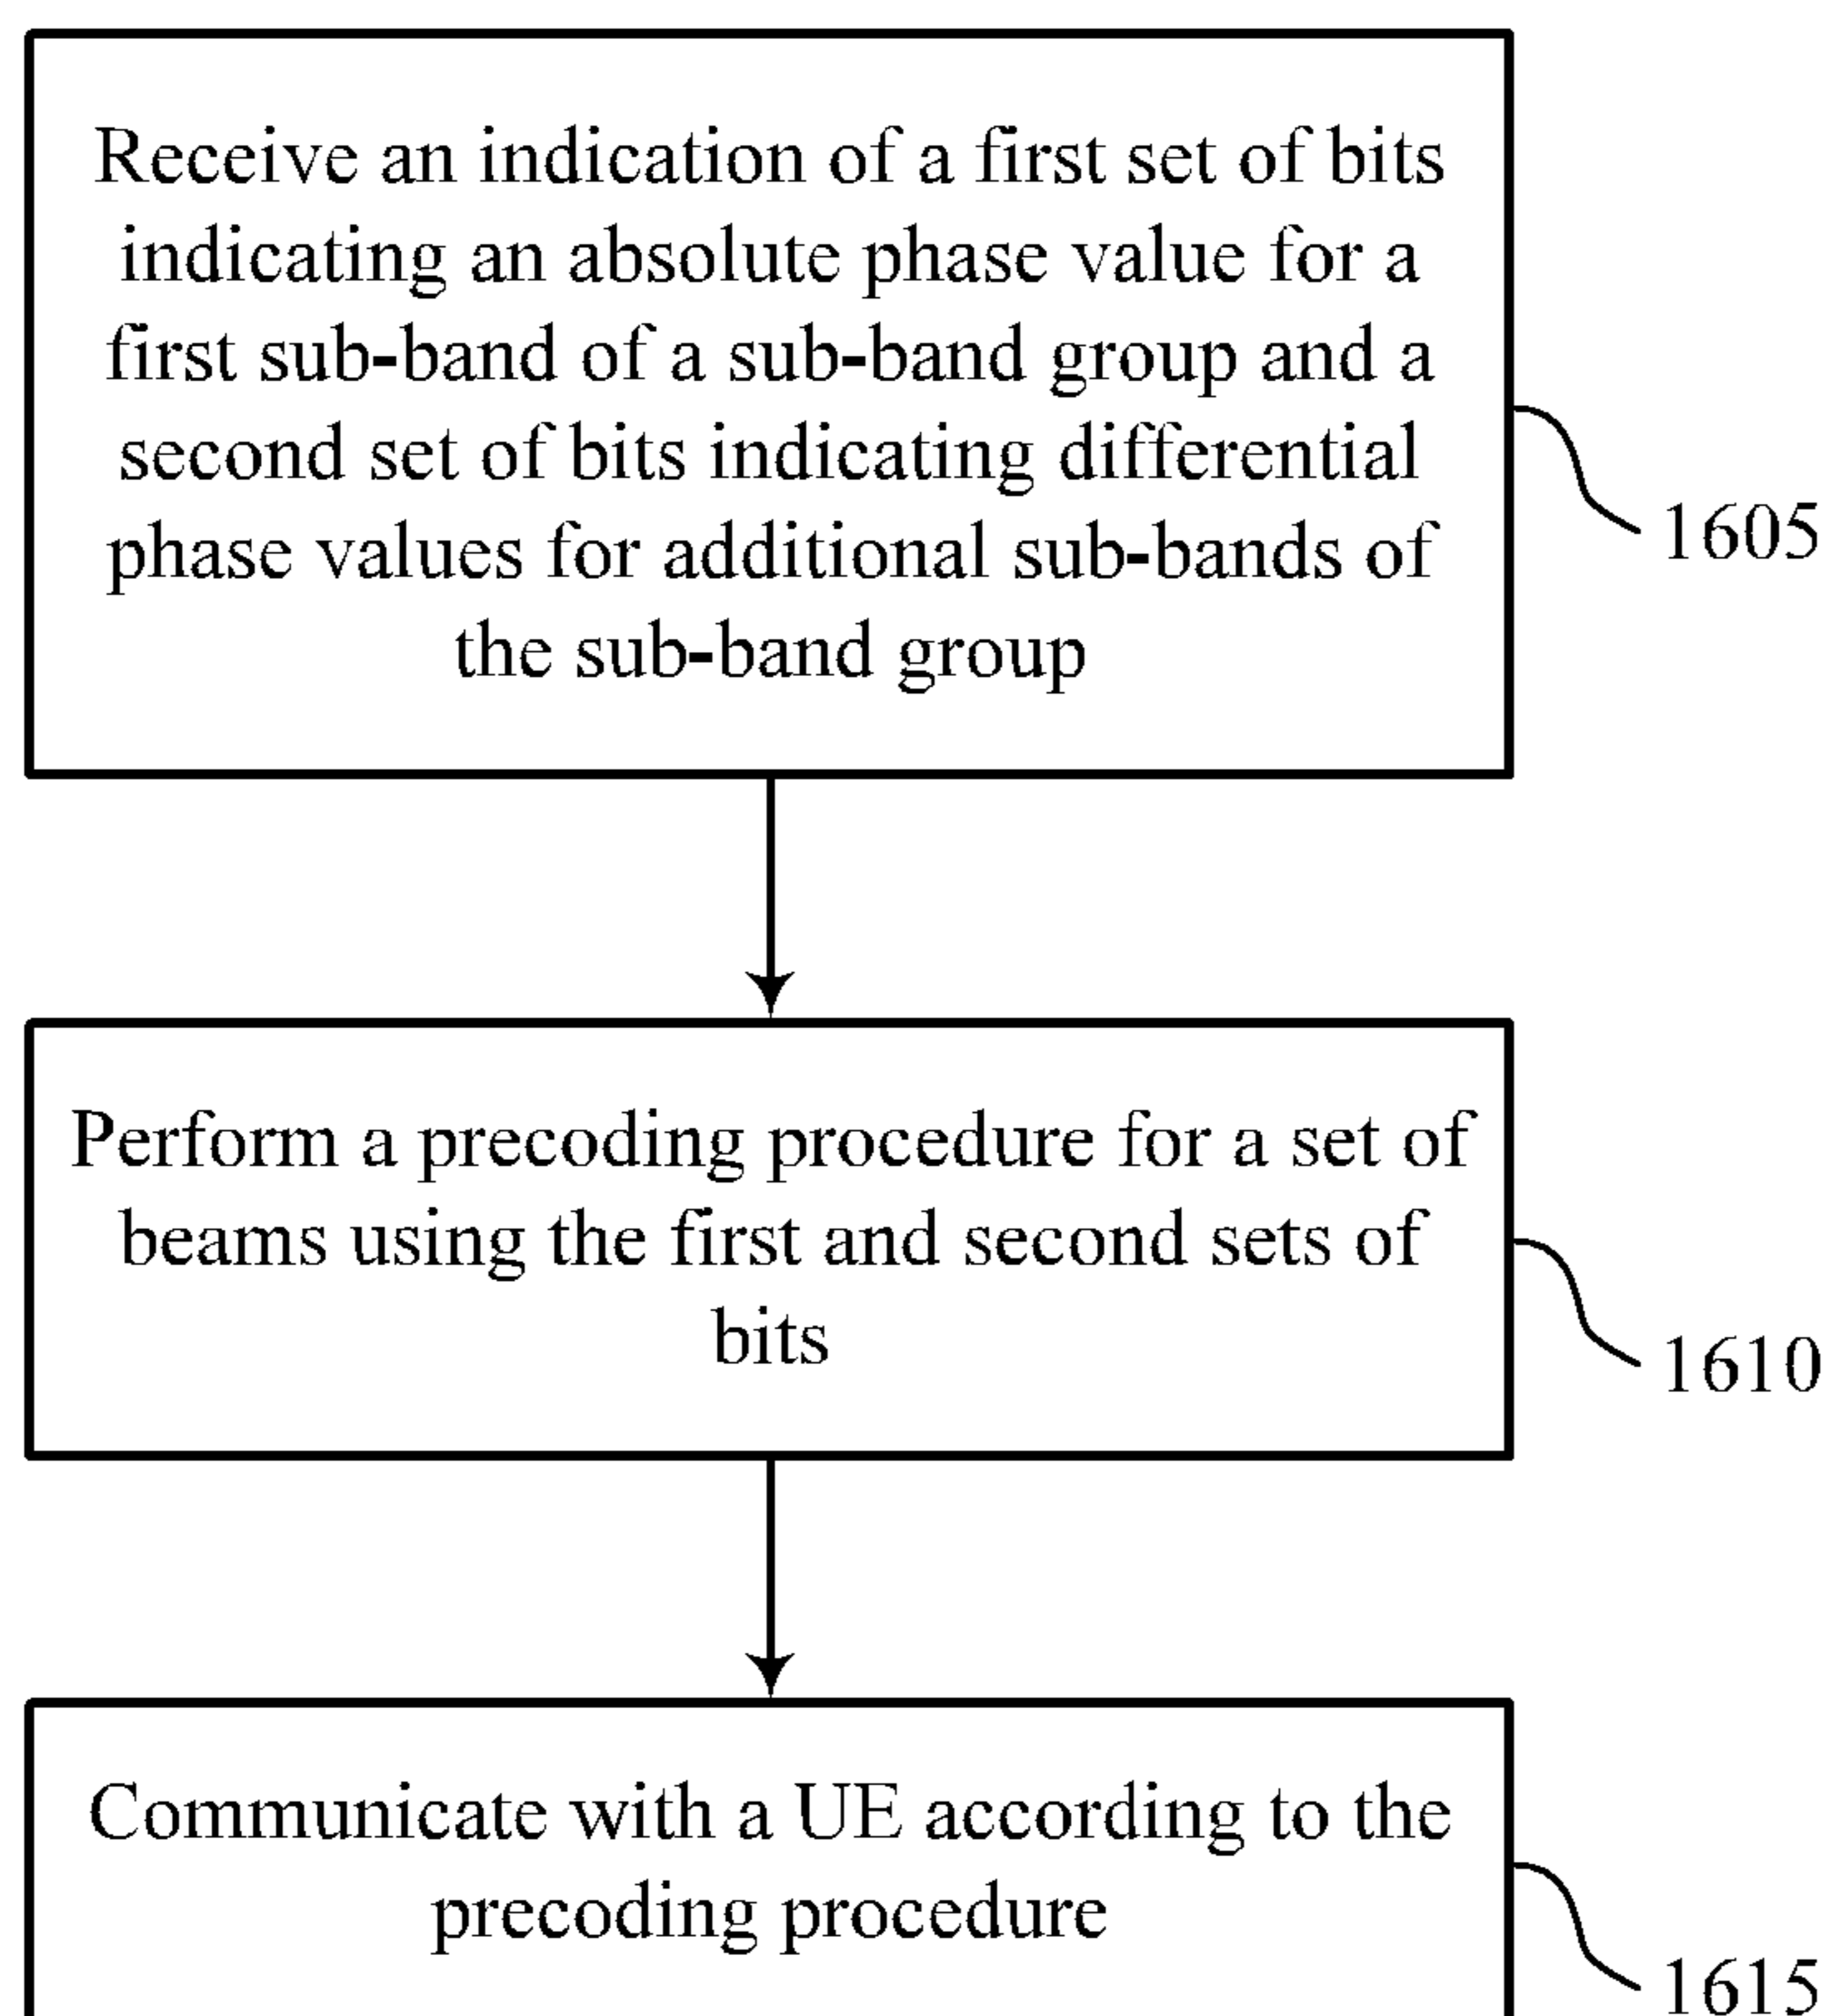 Receive an indication of a first set of bits
indicating an absolute phase value for a
first sub-band of a sub-band group and a
second set of bits indicating differential
phase values for additional sub-bands of
the sub-band group
1605
Perform a precoding procedure for a set of
beams using the first and second sets of
bits
1610
Communicate with a UE according to the
precoding procedure
1615